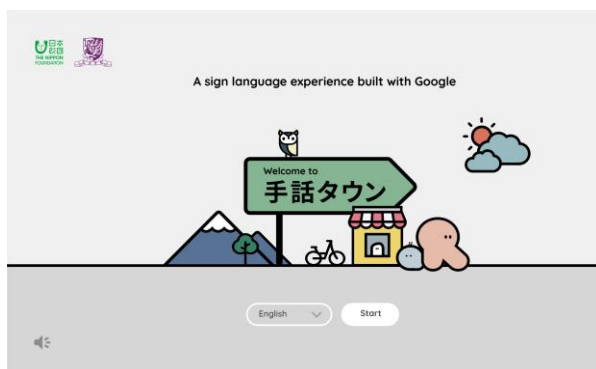 日本
財団
THE NIPPON
FOUNDATION
A sign language experience built with Google
Welcome to
手話タウン
English
Start